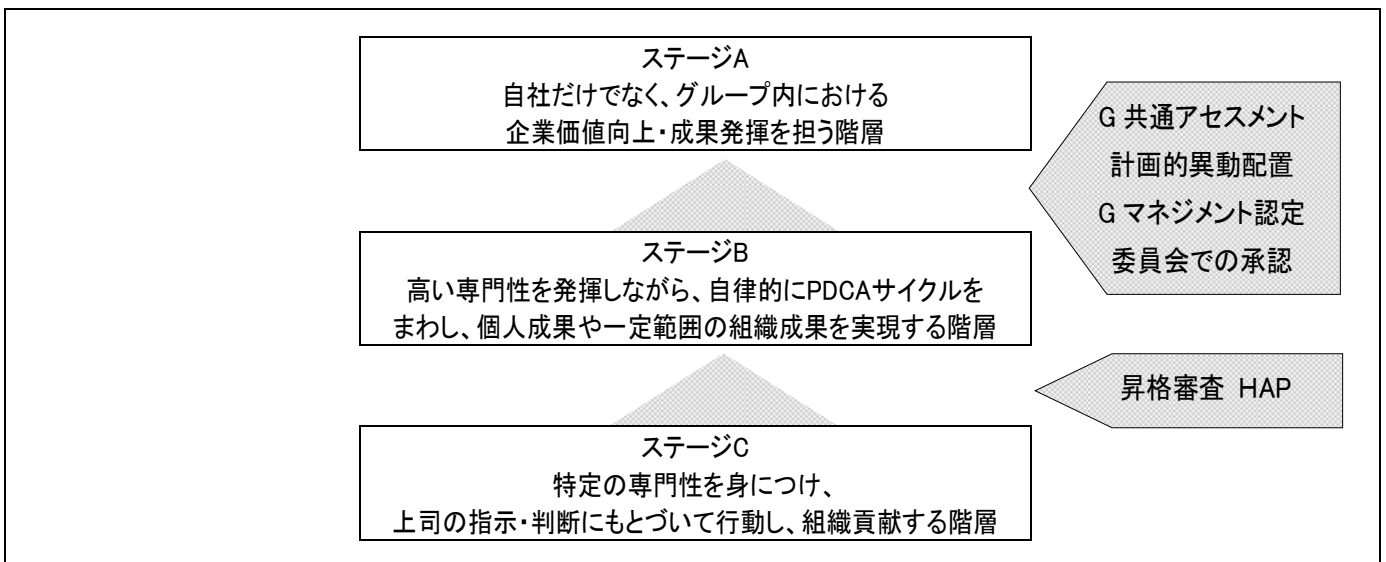 ステージA
自社だけでなく、グループ内における
企業価値向上・成果発揮を担う階層
G 共通アセスメント
計画的異動配置
G マネジメント認定
委員会での承認
ステージB
高い専門性を発揮しながら、自律的にPDCAサイクルを
まわし、個人成果や一定範囲の組織成果を実現する階層
昇格審査 HAP
ステージC
特定の専門性を身につけ、
上司の指示・判断にもとづいて行動し、組織貢献する階層